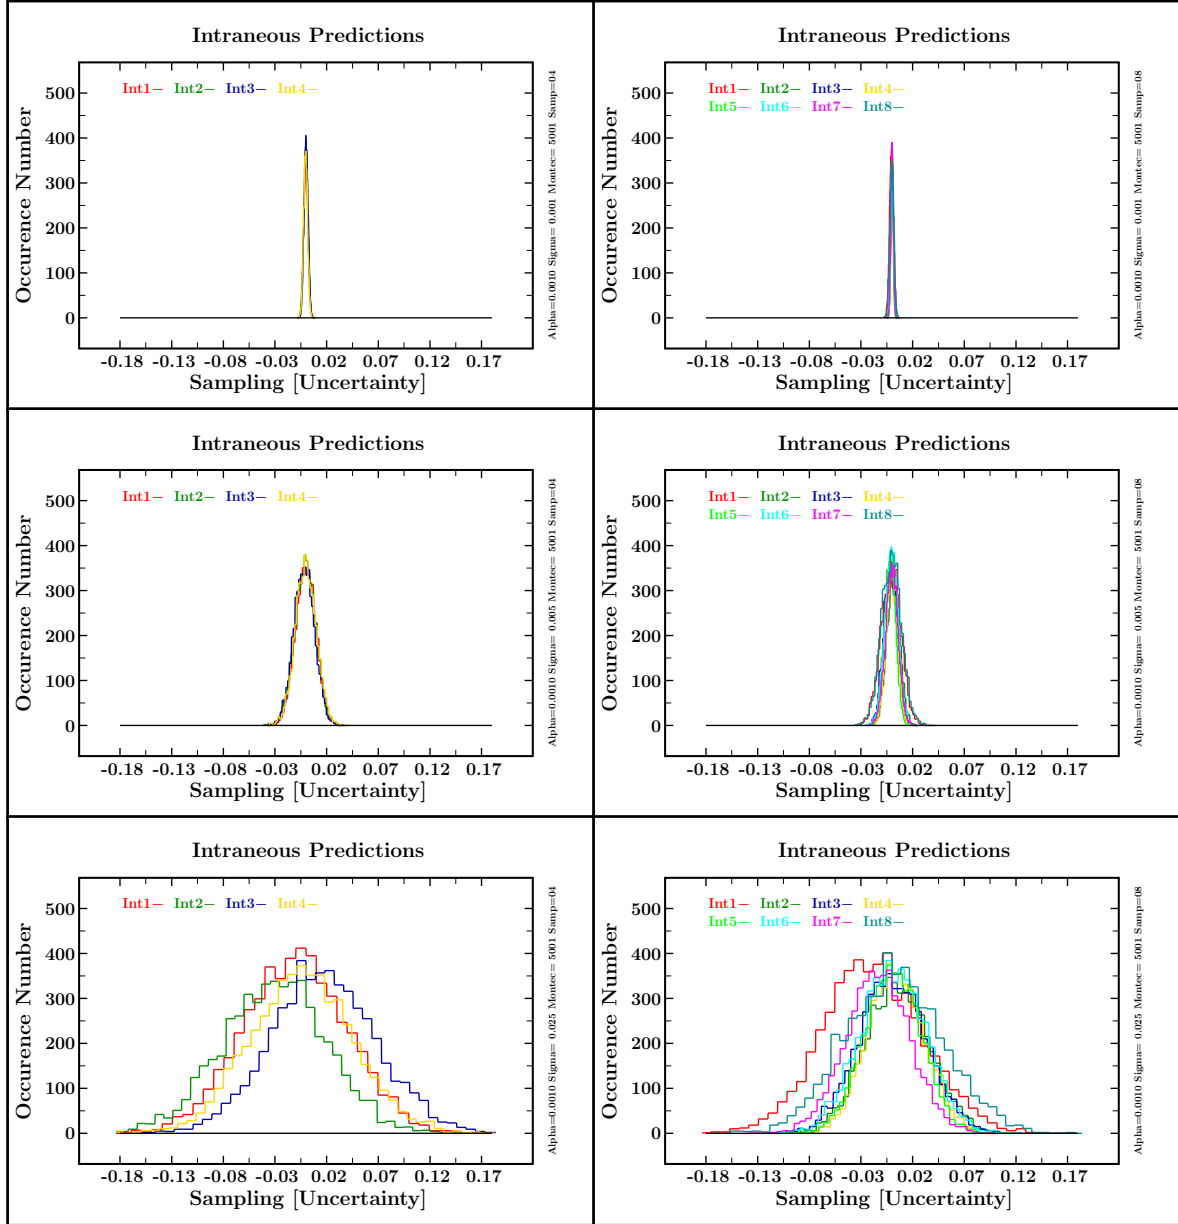 Intraneous Predictions
Int1 Int2 Int3 Int4
500
400
300
200
100
0
Occurence Number
-0.18 -0.13 -0.08 -0.03 0.02 0.07 0.12 0.17
Sampling [Uncertainty]
Alpha=0.0010 Sigma= 0.001 Montec= 5001 Samp=04
Intraneous Predictions
Int1 Int2 Int3 Int4
Int5 Int6 Int7 Int8
500
400
300
200
100
0
Occurence Number
-0.18 -0.13 -0.08 -0.03 0.02 0.07 0.12 0.17
Sampling [Uncertainty]
Alpha=0.0010 Sigma= 0.001 Montec= 5001 Samp=08
Intraneous Predictions
Int1 Int2 Int3 Int4
500
400
300
200
100
0
Occurence Number
-0.18 -0.13 -0.08 -0.03 0.02 0.07 0.12 0.17
Sampling [Uncertainty]
Alpha=0.0010 Sigma= 0.005 Montec= 5001 Samp=04
Intraneous Predictions
Int1 Int2 Int3 Int4
Int5 Int6 Int7 Int8
500
400
300
200
100
0
Occurence Number
-0.18 -0.13 -0.08 -0.03 0.02 0.07 0.12 0.17
Sampling [Uncertainty]
Alpha=0.0010 Sigma= 0.005 Montec= 5001 Samp=08
Intraneous Predictions
Int1 Int2 Int3 Int4
500
400
300
200
100
0
Occurence Number
-0.18 -0.13 -0.08 -0.03 0.02 0.07 0.12 0.17
Sampling [Uncertainty]
Alpha=0.0010 Sigma= 0.025 Montec= 5001 Samp=04
Intraneous Predictions
Int1 Int2 Int3 Int4
Int5 Int6 Int7 Int8
500
400
300
200
100
0
Occurence Number
-0.18 -0.13 -0.08 -0.03 0.02 0.07 0.12 0.17
Sampling [Uncertainty]
Alpha=0.0010 Sigma= 0.025 Montec= 5001 Samp=08